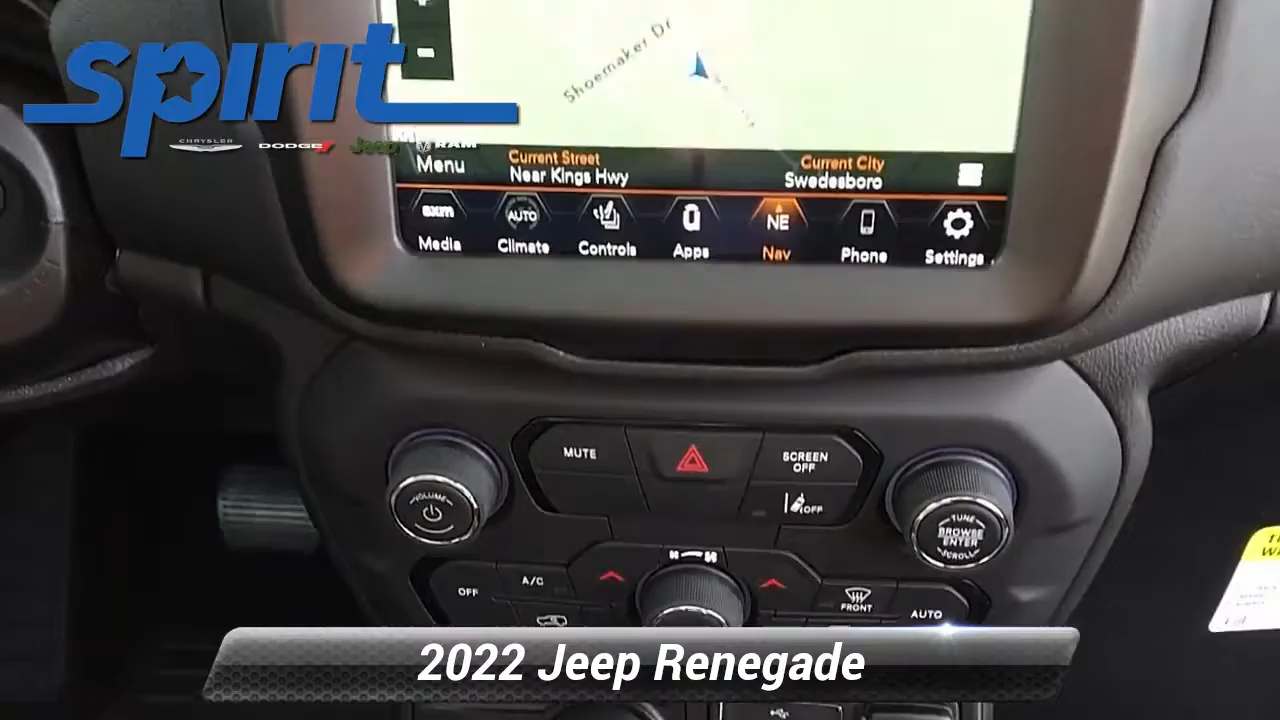 spirit
CHRYSLER DODGE Jeep RAM
Shoemaker Dr
Menu
Current Street
Near Kings Hwy
Current City
Swedesboro
sxm AUTO NE
Media Climate Controls Apps Nav Phone Settings
MUTE
SCREEN
OFF
OFF
VOLUME
TUNE
BROWSE
ENTER
SCROLL
OFF
A/C
FRONT
AUTO
2022 Jeep Renegade